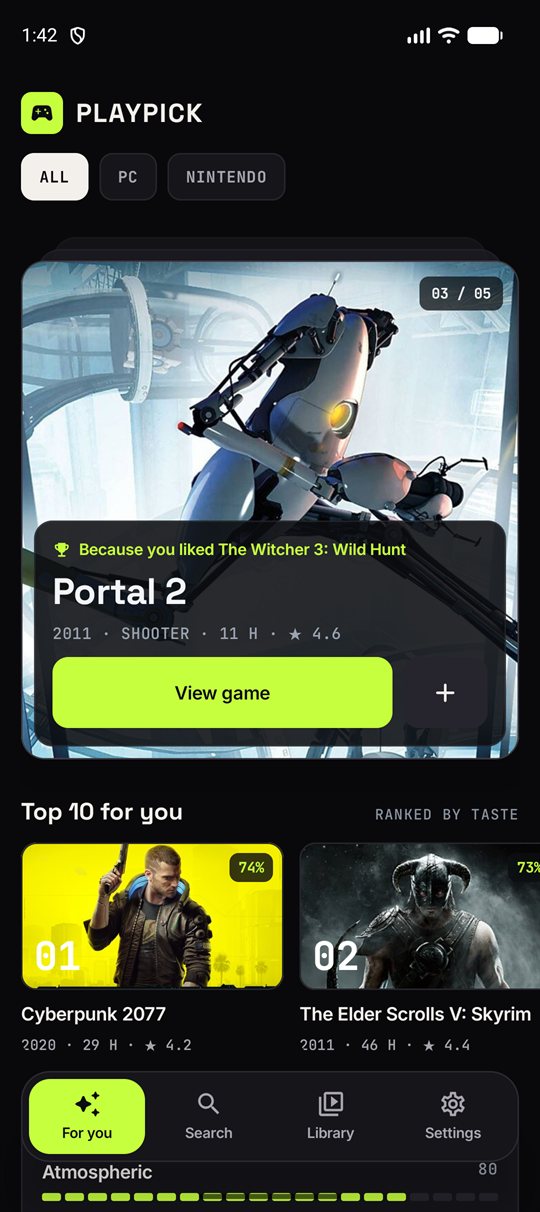 1:42
PLAYPICK
ALL
PC
NINTENDO
03 / 05
Because you liked The Witcher 3: Wild Hunt
Portal 2
2011 · SHOOTER · 11 H · ★ 4.6
View game
+
Top 10 for you
RANKED BY TASTE
74%
73%
01
02
Cyberpunk 2077
The Elder Scrolls V: Skyrim
2020 · 29 H · ★ 4.2
2011 · 46 H · ★ 4.4
For you
Search
Library
Settings
Atmospheric
80